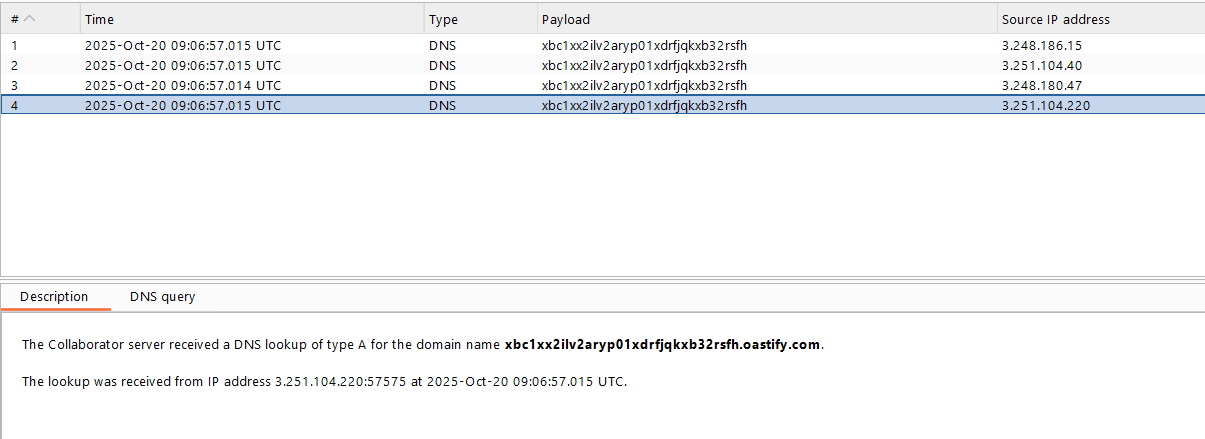 # Time Type Payload Source IP address
1 2025-Oct-20 09:06:57.015 UTC DNS xbc1xx2ilv2aryp01xdrfjqkxb32rsfh 3.248.186.15
2 2025-Oct-20 09:06:57.015 UTC DNS xbc1xx2ilv2aryp01xdrfjqkxb32rsfh 3.251.104.40
3 2025-Oct-20 09:06:57.014 UTC DNS xbc1xx2ilv2aryp01xdrfjqkxb32rsfh 3.248.180.47
4 2025-Oct-20 09:06:57.015 UTC DNS xbc1xx2ilv2aryp01xdrfjqkxb32rsfh 3.251.104.220
Description DNS query
The Collaborator server received a DNS lookup of type A for the domain name xbc1xx2ilv2aryp01xdrfjqkxb32rsfh.oastify.com.
The lookup was received from IP address 3.251.104.220:57575 at 2025-Oct-20 09:06:57.015 UTC.